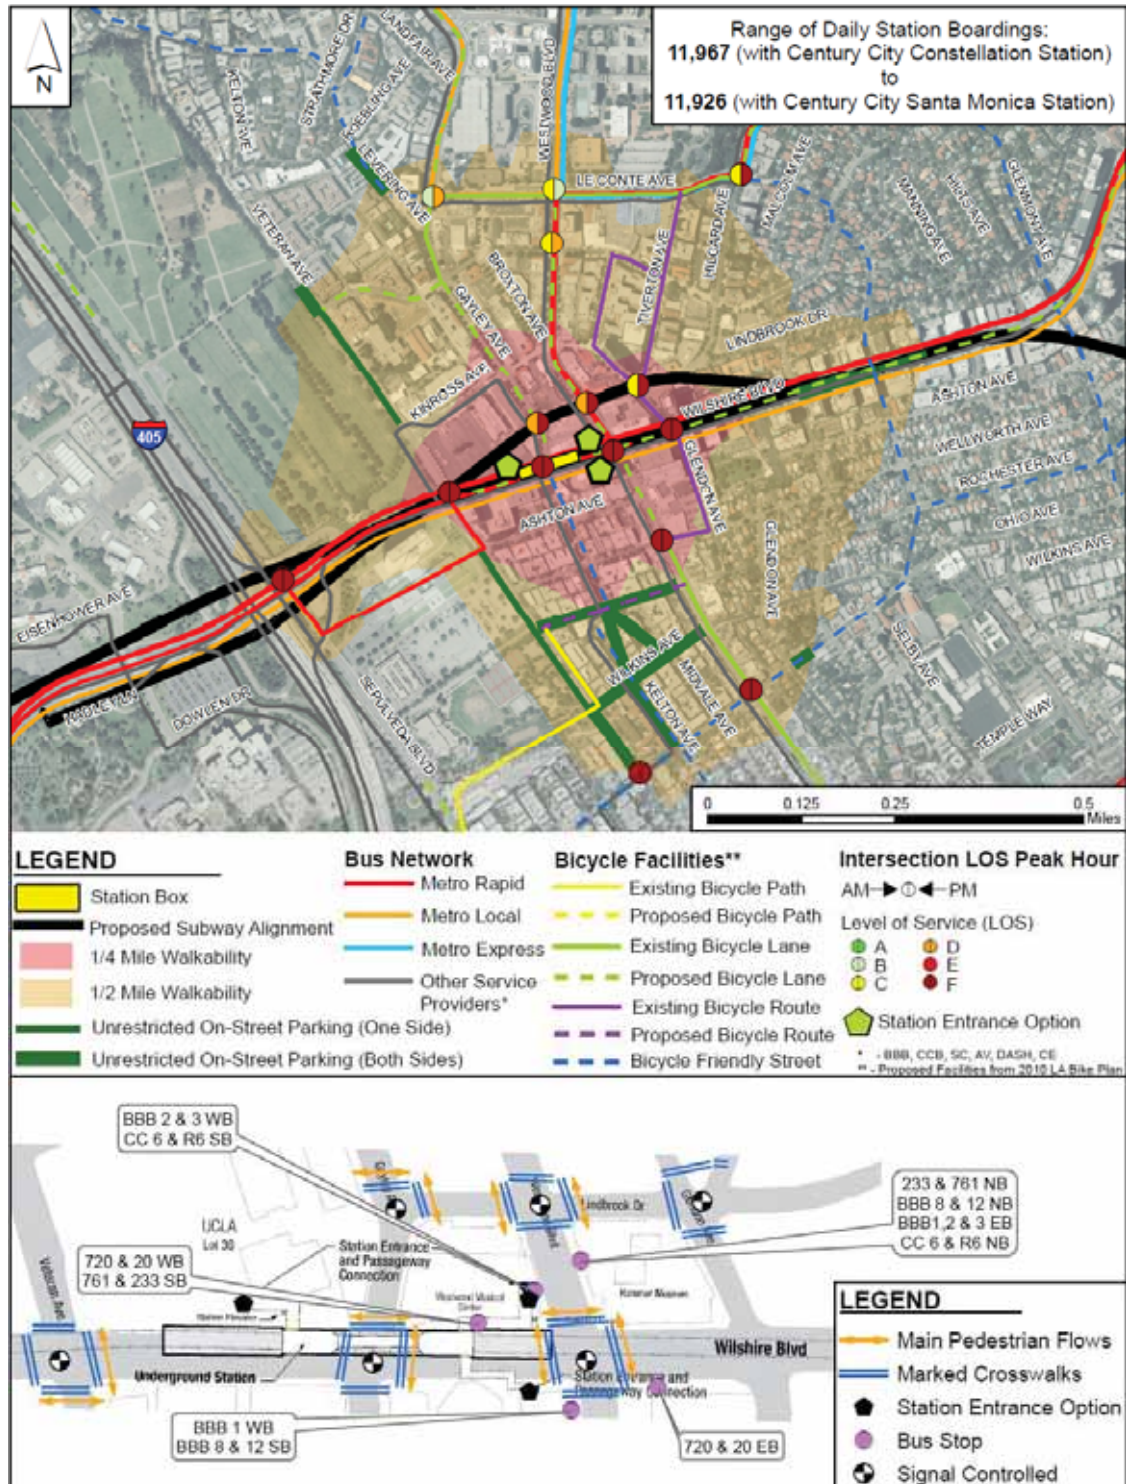 N
Range of Daily Station Boardings:
11,967 (with Century City Constellation Station)
to
11,926 (with Century City Santa Monica Station)
KELTON AVE
STRATHMORE DR
ROEBLING AVE
LANDFAIR AVE
LEVERING AVE
WESTWOOD BLVD
LE CONTE AVE
MALCOLM AVE
MANNING AVE
HILTS AVE
GLENMONT AVE
VETERAN AVE
BROXTON AVE
GAYLEY AVE
TIVERTON AVE
HILGARD AVE
LINDBROOK DR
KINROSS AVE
WILSHIRE BLVD
ASHTON AVE
WELLWORTH AVE
ROCHESTER AVE
OHIO AVE
WILKINS AVE
405
ASHTON AVE
GLENDON AVE
GLENDON AVE
EISENHOWER AVE
DOWLEN DR
SEPULVEDA BLVD
WILKINS AVE
MIDVALE AVE
KELTON AVE
SELBY AVE
TEMPLE WAY
0 0.125 0.25 0.5
Miles
LEGEND
Station Box
Proposed Subway Alignment
1/4 Mile Walkability
1/2 Mile Walkability
Unrestricted On-Street Parking (One Side)
Unrestricted On-Street Parking (Both Sides)
Bus Network
Metro Rapid
Metro Local
Metro Express
Other Service
Providers*
Bicycle Facilities**
Existing Bicycle Path
Proposed Bicycle Path
Existing Bicycle Lane
Proposed Bicycle Lane
Existing Bicycle Route
Proposed Bicycle Route
Bicycle Friendly Street
Intersection LOS Peak Hour
AM PM
Level of Service (LOS)
A D
B E
C F
Station Entrance Option
* - BBB, CCB, SC, AV, DASH, CE
** - Proposed Facilities from 2010 LA Bike Plan
BBB 2 & 3 WB
CC 6 & R6 SB
233 & 761 NB
BBB 8 & 12 NB
BBB1,2 & 3 EB
CC 6 & R6 NB
720 & 20 WB
761 & 233 SB
UCLA
Lot 36
Station Entrance
and Passageway
Connection
Lindbrook Dr
Veteran Ave
Wilshire Blvd
Underground Station
Station Entrance and
Passageway Connection
BBB 1 WB
BBB 8 & 12 SB
720 & 20 EB
LEGEND
Main Pedestrian Flows
Marked Crosswalks
Station Entrance Option
Bus Stop
Signal Controlled